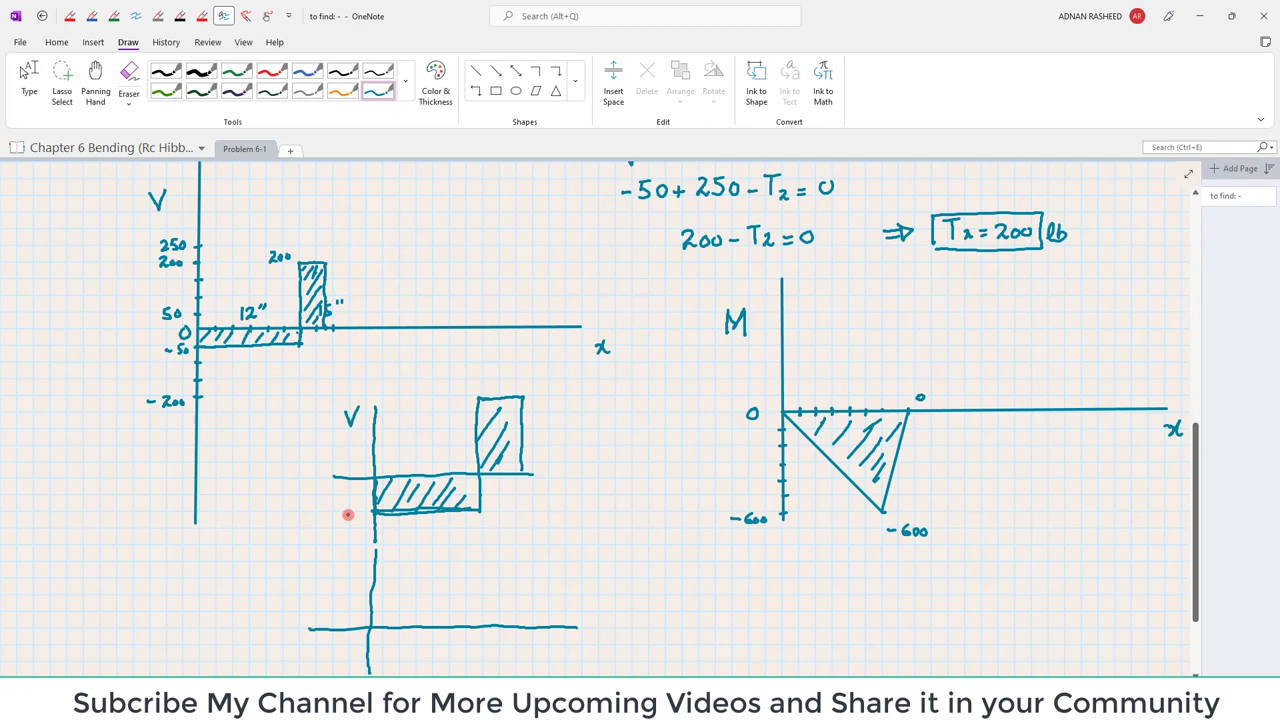 to find: - - OneNote
Search (Alt+Q)
ADNAN RASHEED
AR
File Home Insert Draw History Review View Help
Type
Lasso Select
Panning Hand
Eraser
Color & Thickness
Insert Space
Delete
Arrange
Rotate
Ink to Shape
Ink to Text
Ink to Math
Tools
Shapes
Edit
Convert
Chapter 6 Bending (Rc Hibb...
Problem 6-1
Search (Ctrl+E)
Add Page
to find: -
-50 + 250 - T2 = 0
200 - T2 = 0 ⇒ T2 = 200 lb
V
250
200
50
0
-50
-200
200
12"
15"
x
V
M
0
0
x
-600
-600
Subcribe My Channel for More Upcoming Videos and Share it in your Community